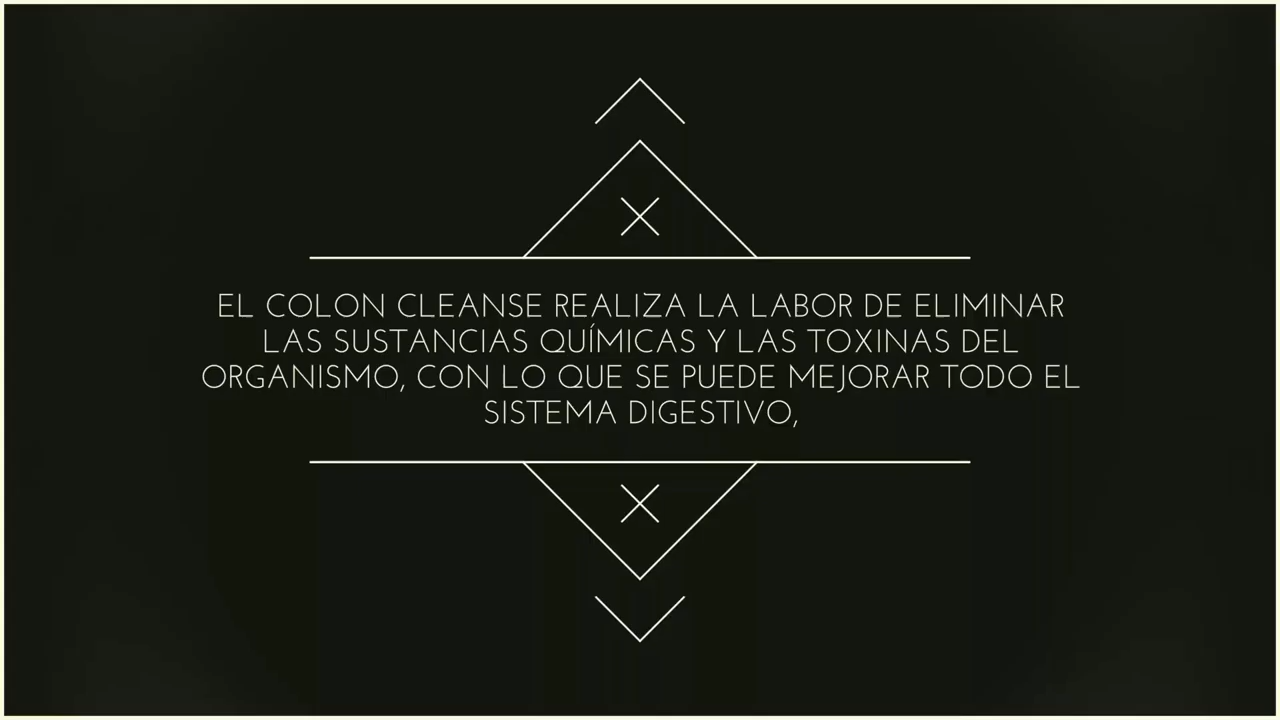 EL COLON CLEANSE REALIZA LA LABOR DE ELIMINAR
LAS SUSTANCIAS QUÍMICAS Y LAS TOXINAS DEL
ORGANISMO, CON LO QUE SE PUEDE MEJORAR TODO EL
SISTEMA DIGESTIVO,